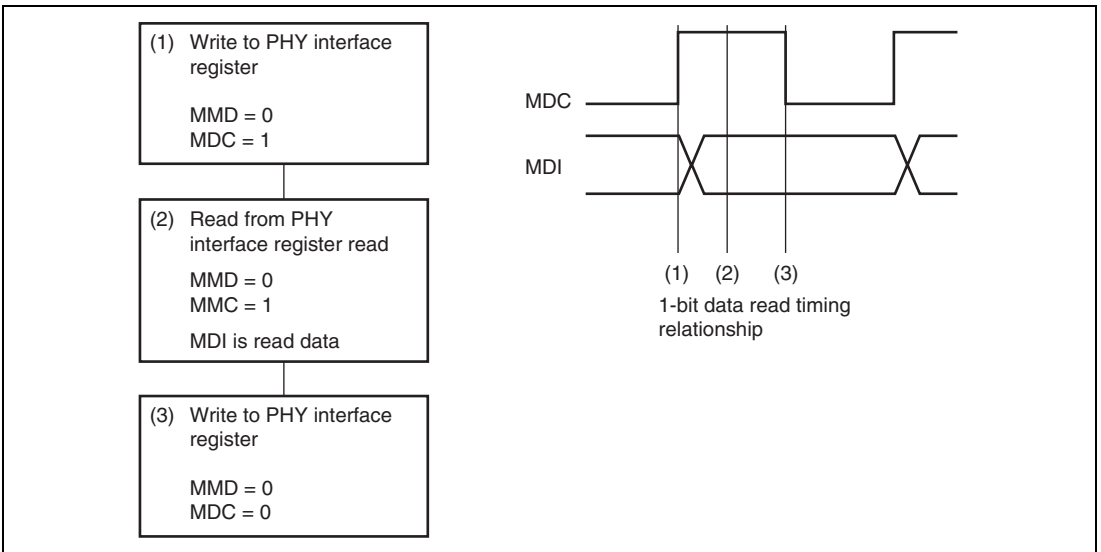 (1) Write to PHY interface
register
MMD = 0
MDC = 1
(2) Read from PHY
interface register read
MMD = 0
MMC = 1
MDI is read data
(3) Write to PHY interface
register
MMD = 0
MDC = 0
MDC
MDI
(1) (2) (3)
1-bit data read timing
relationship